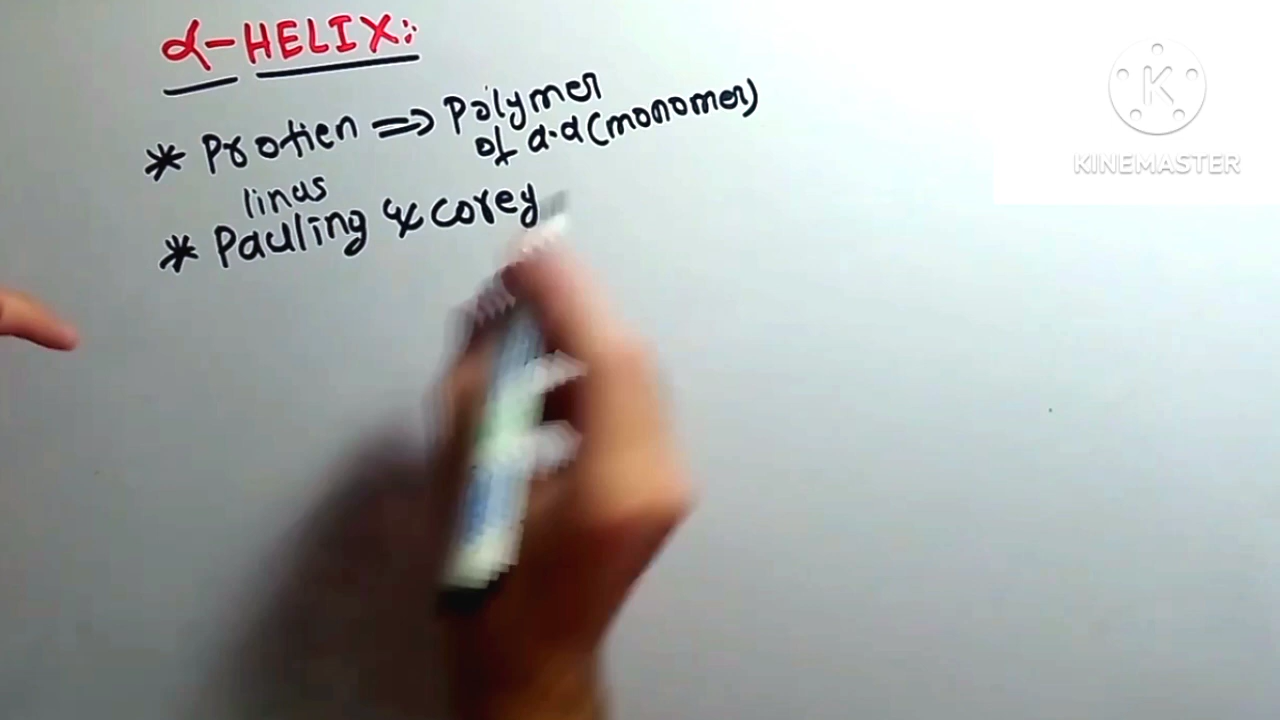 α-HELIX:
* Protien ⇒ Polymer
of a.a (monomer)
linus
* Pauling & corey
K
KINEMASTER